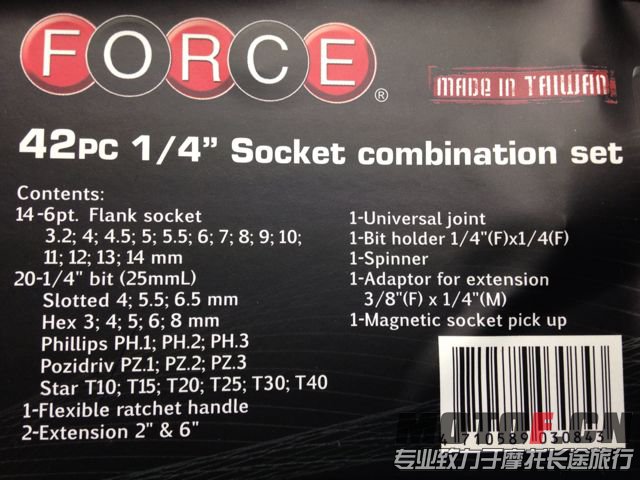 FORCE
®
MADE IN TAIWAN
42PC 1/4" Socket combination set
Contents:
14-6pt. Flank socket
3.2; 4; 4.5; 5; 5.5; 6; 7; 8; 9; 10;
11; 12; 13; 14 mm
20-1/4" bit (25mmL)
Slotted 4; 5.5; 6.5 mm
Hex 3; 4; 5; 6; 8 mm
Phillips PH.1; PH.2; PH.3
Pozidriv PZ.1; PZ.2; PZ.3
Star T10; T15; T20; T25; T30; T40
1-Flexible ratchet handle
2-Extension 2" & 6"
1-Universal joint
1-Bit holder 1/4"(F)x1/4(F)
1-Spinner
1-Adaptor for extension
3/8"(F) x 1/4"(M)
1-Magnetic socket pick up
4 710589 030843
MOTOF.CN
专业致力于摩托长途旅行